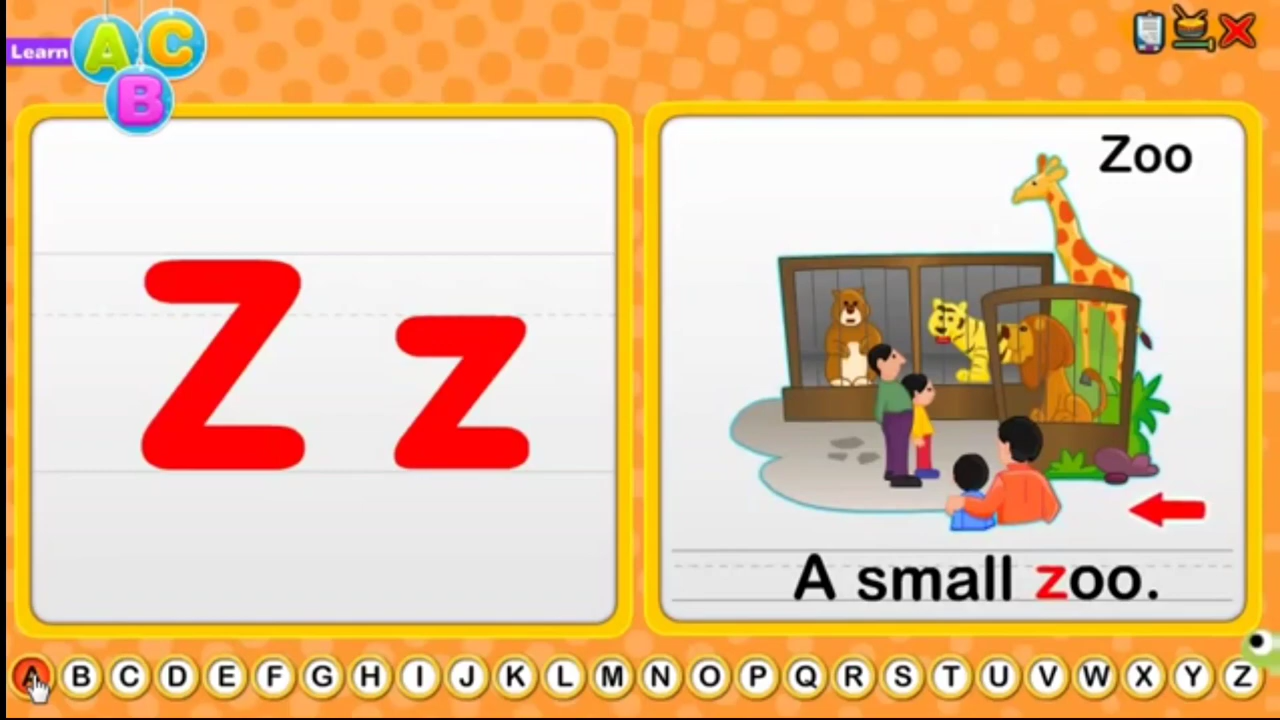 Learn
A C
B
Z z
Zoo
A small zoo.
A B C D E F G H I J K L M N O P Q R S T U V W X Y Z